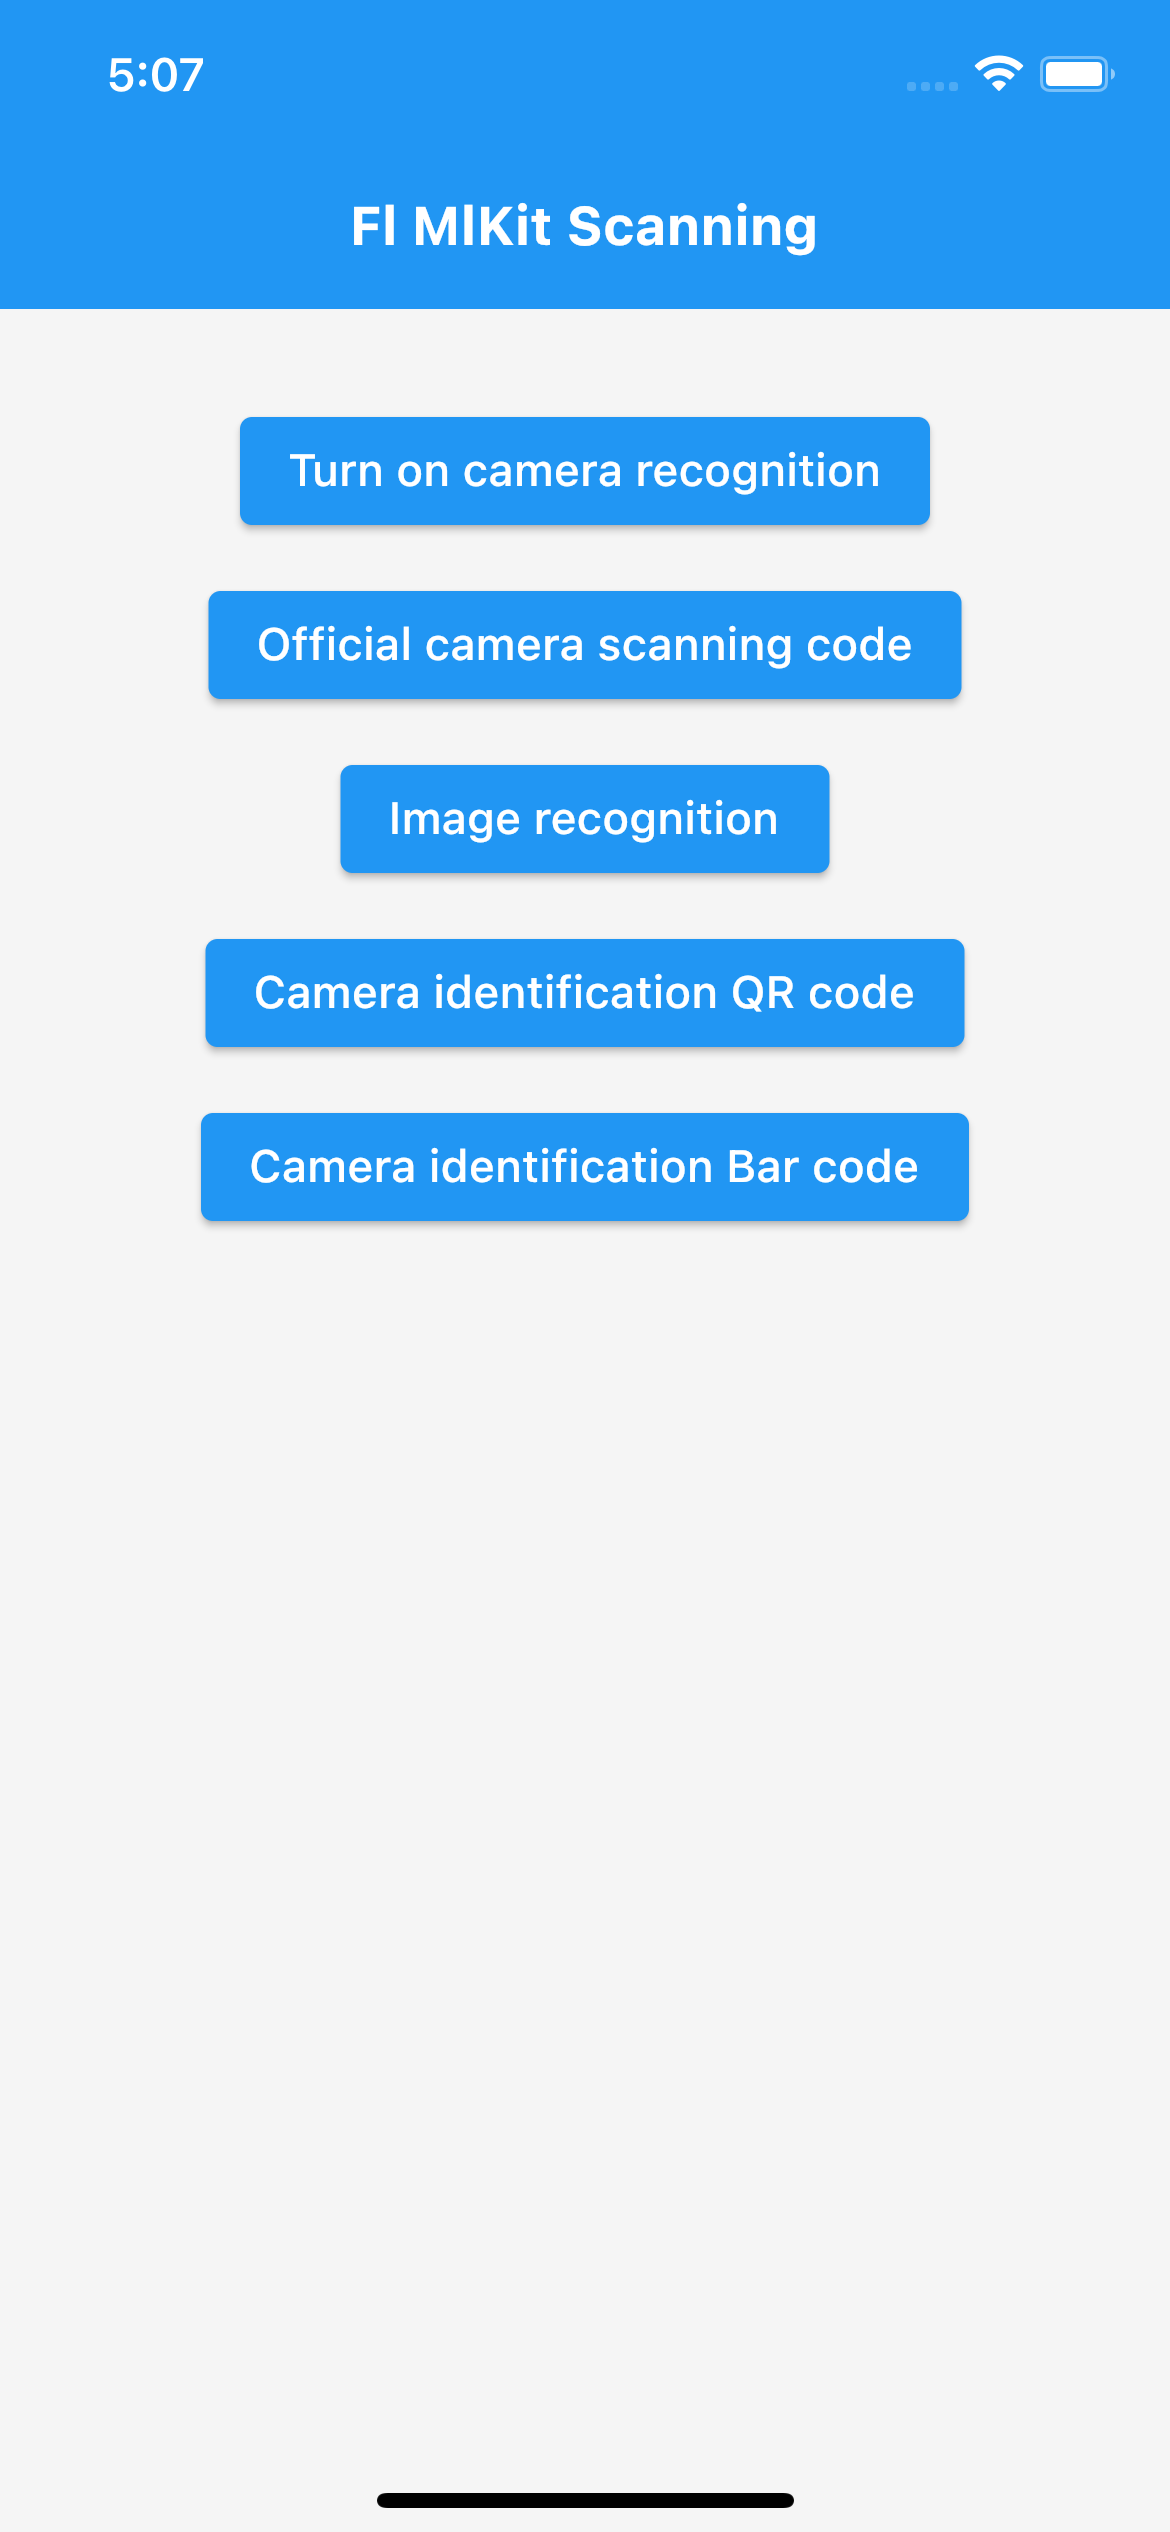 5:07
Fl MlKit Scanning
Turn on camera recognition
Official camera scanning code
Image recognition
Camera identification QR code
Camera identification Bar code